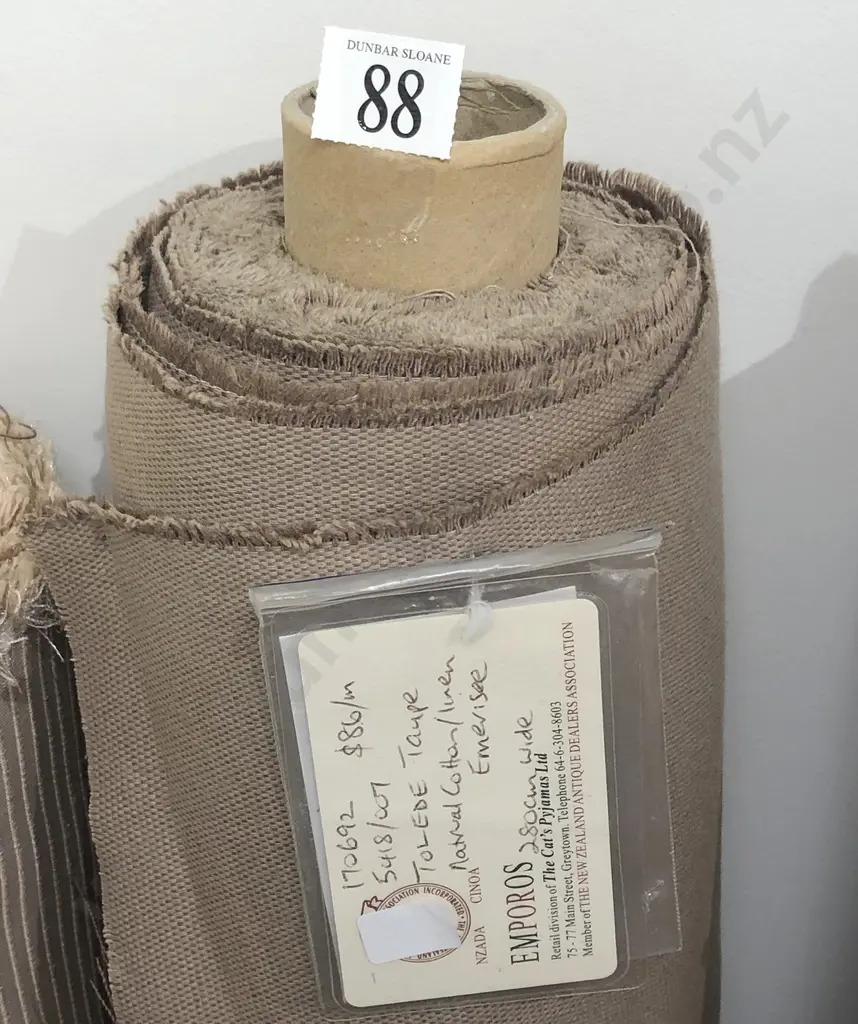 DUNBAR SLOANE
88
170692 $86/m
5418/007
TOLEDE Taupe
Natural Cotton/linen
Emerisee
280cm wide
NZADA CINOA
EMPOROS
Retail division of The Cat's Pyjamas Ltd
75 - 77 Main Street, Greytown. Telephone 64-6-304-8603
Member of THE NEW ZEALAND ANTIQUE DEALERS ASSOCIATION